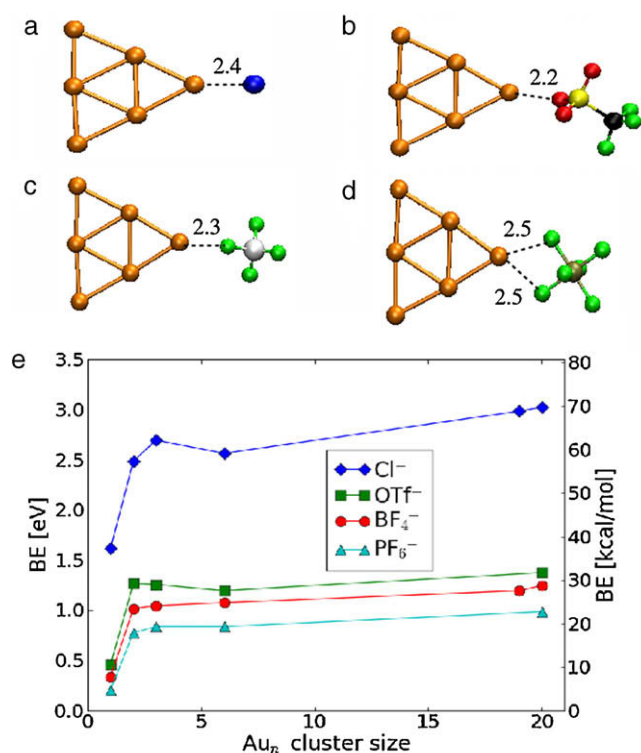 a
b
2.4
2.2
c
d
2.3
2.5
2.5
e
3.5
3.0
2.5
2.0
1.5
1.0
0.5
0.0
BE [eV]
80
70
60
50
40
30
20
10
0
BE [kcal/mol]
Cl⁻
OTf⁻
BF₄⁻
PF₆⁻
0
5
10
15
20
Auₙ cluster size